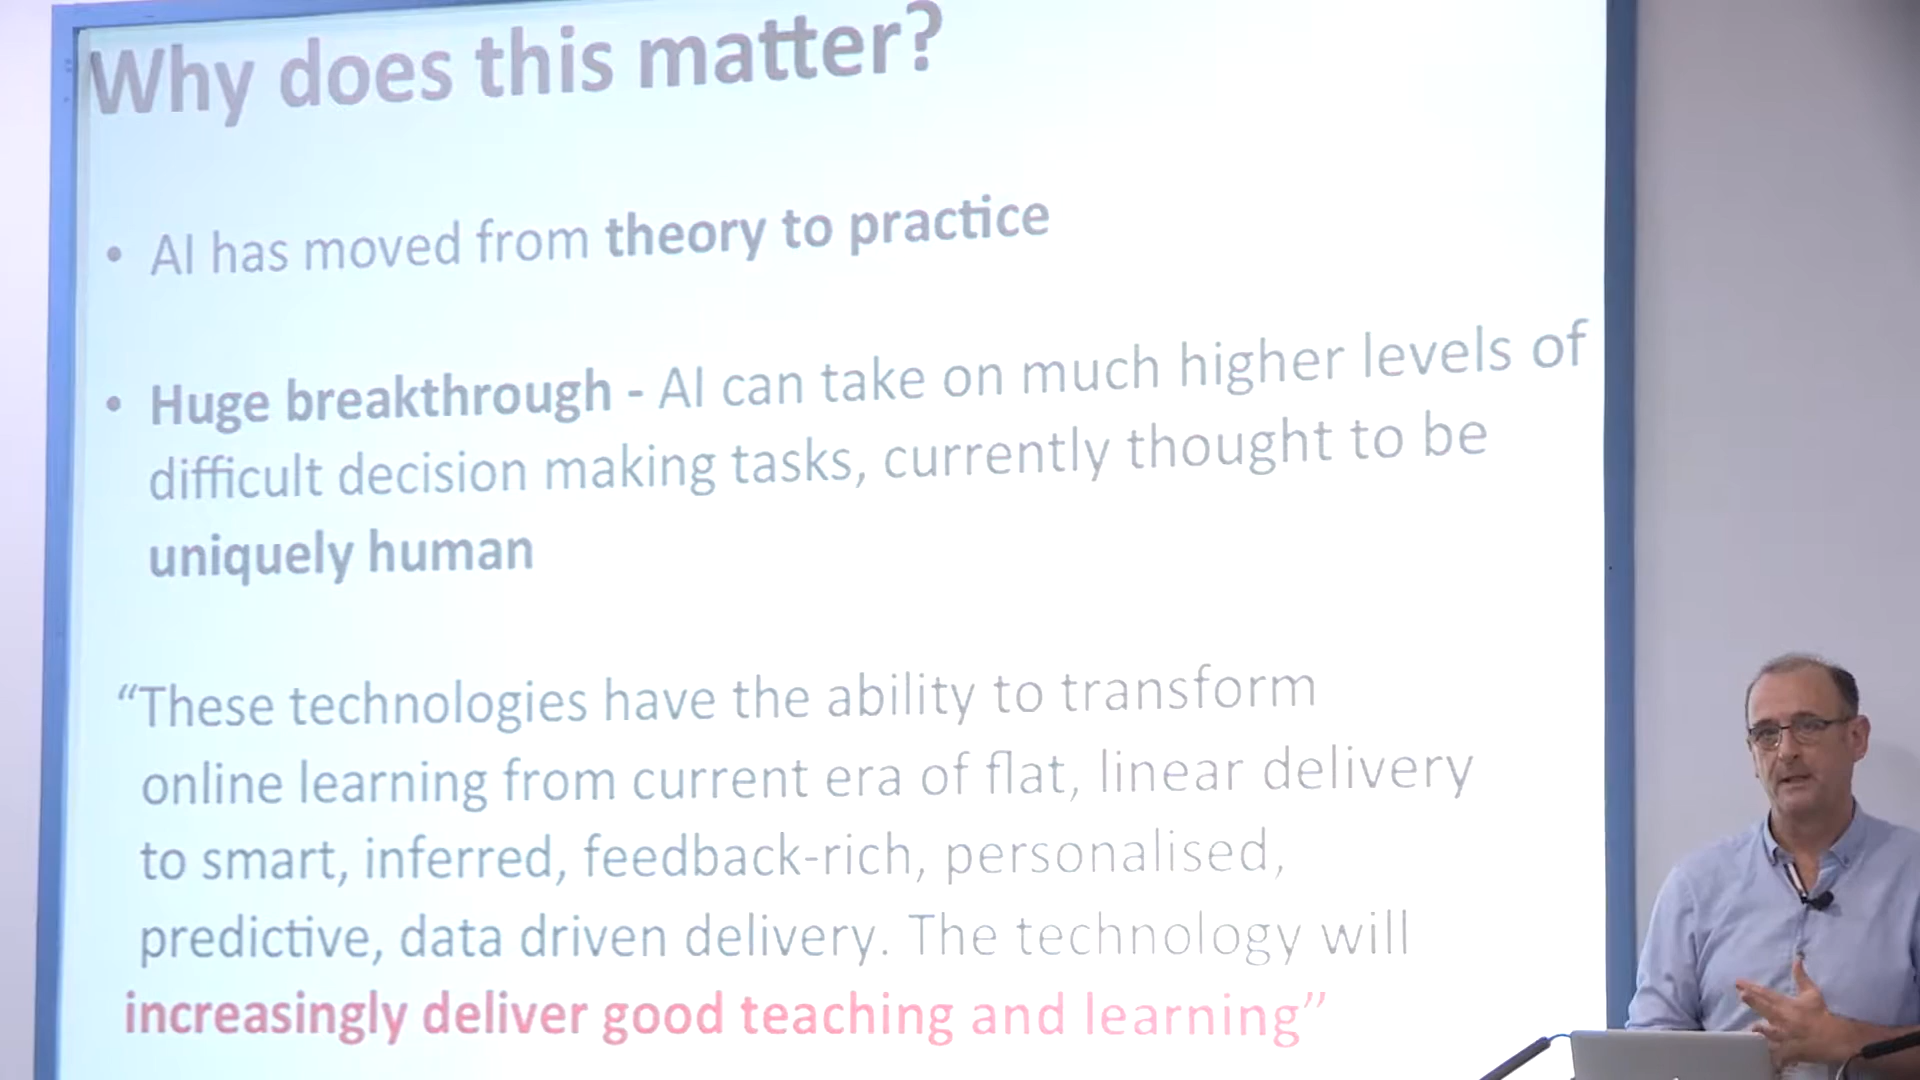 Why does this matter?
• AI has moved from theory to practice
• Huge breakthrough - AI can take on much higher levels of
difficult decision making tasks, currently thought to be
uniquely human
“These technologies have the ability to transform
online learning from current era of flat, linear delivery
to smart, inferred, feedback-rich, personalised,
predictive, data driven delivery. The technology will
increasingly deliver good teaching and learning”